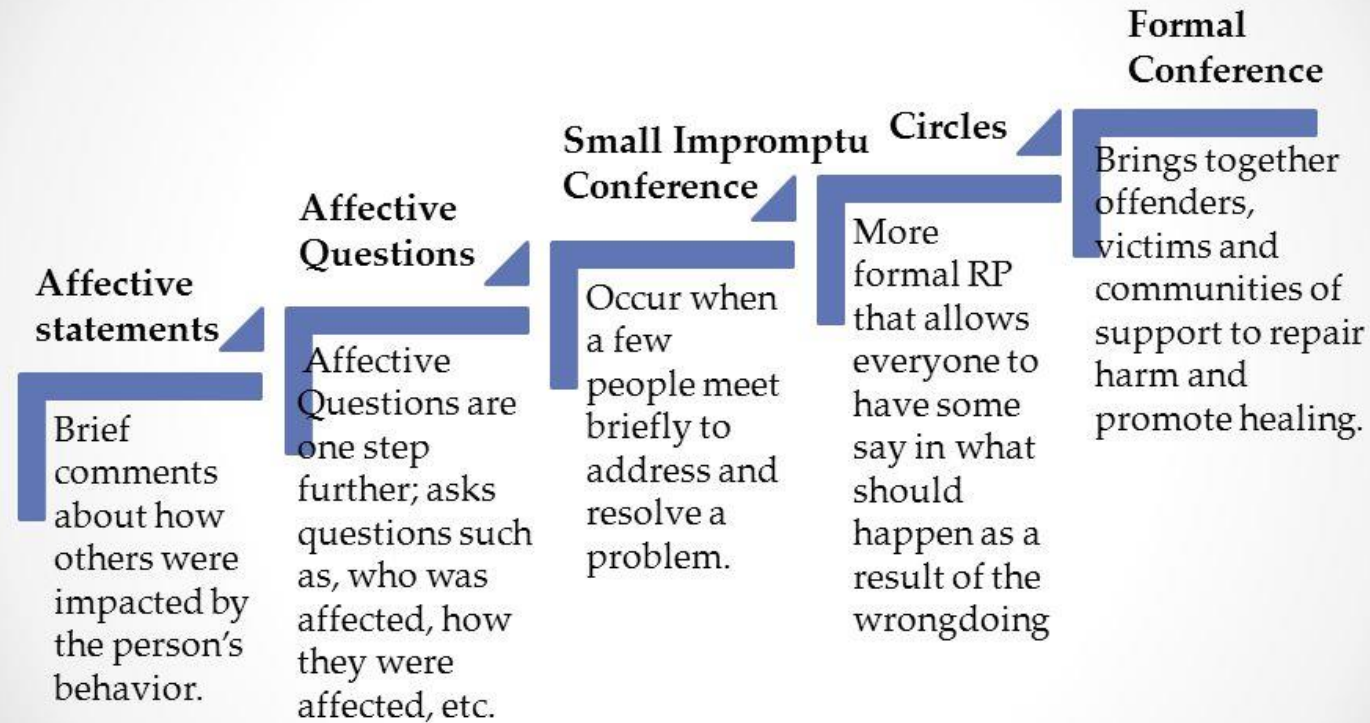 Affective
statements
Brief
comments
about how
others were
impacted by
the person's
behavior.
Affective
Questions
Affective
Questions are
one step
further; asks
questions such
as, who was
affected, how
they were
affected, etc.
Small Impromptu
Conference
Occur when
a few
people meet
briefly to
address and
resolve a
problem.
Circles
More
formal RP
that allows
everyone to
have some
say in what
should
happen as a
result of the
wrongdoing
Formal
Conference
Brings together
offenders,
victims and
communities of
support to repair
harm and
promote healing.